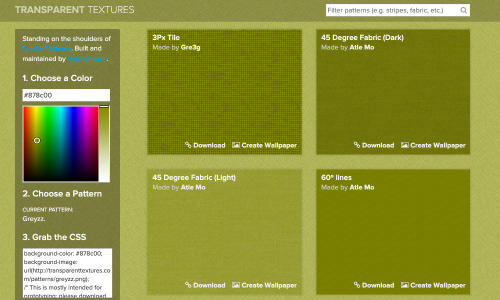 TRANSPARENT TEXTURES
Filter patterns (e.g. stripes, fabric, etc.)
Standing on the shoulders of
Built and
maintained by
1. Choose a Color
#878c00
2. Choose a Pattern
CURRENT PATTERN:
Greyzz.
3. Grab the CSS
background-color: #878c00;
background-image:
url(http://transparenttextures.co
m/patterns/greyzz.png);
/* This is mostly intended for
prototyping; please download
3Px Tile
Made by Gre3g
Download Create Wallpaper
45 Degree Fabric (Dark)
Made by Atle Mo
Download Create Wallpaper
45 Degree Fabric (Light)
Made by Atle Mo
Download Create Wallpaper
60º lines
Made by Atle Mo
Download Create Wallpaper